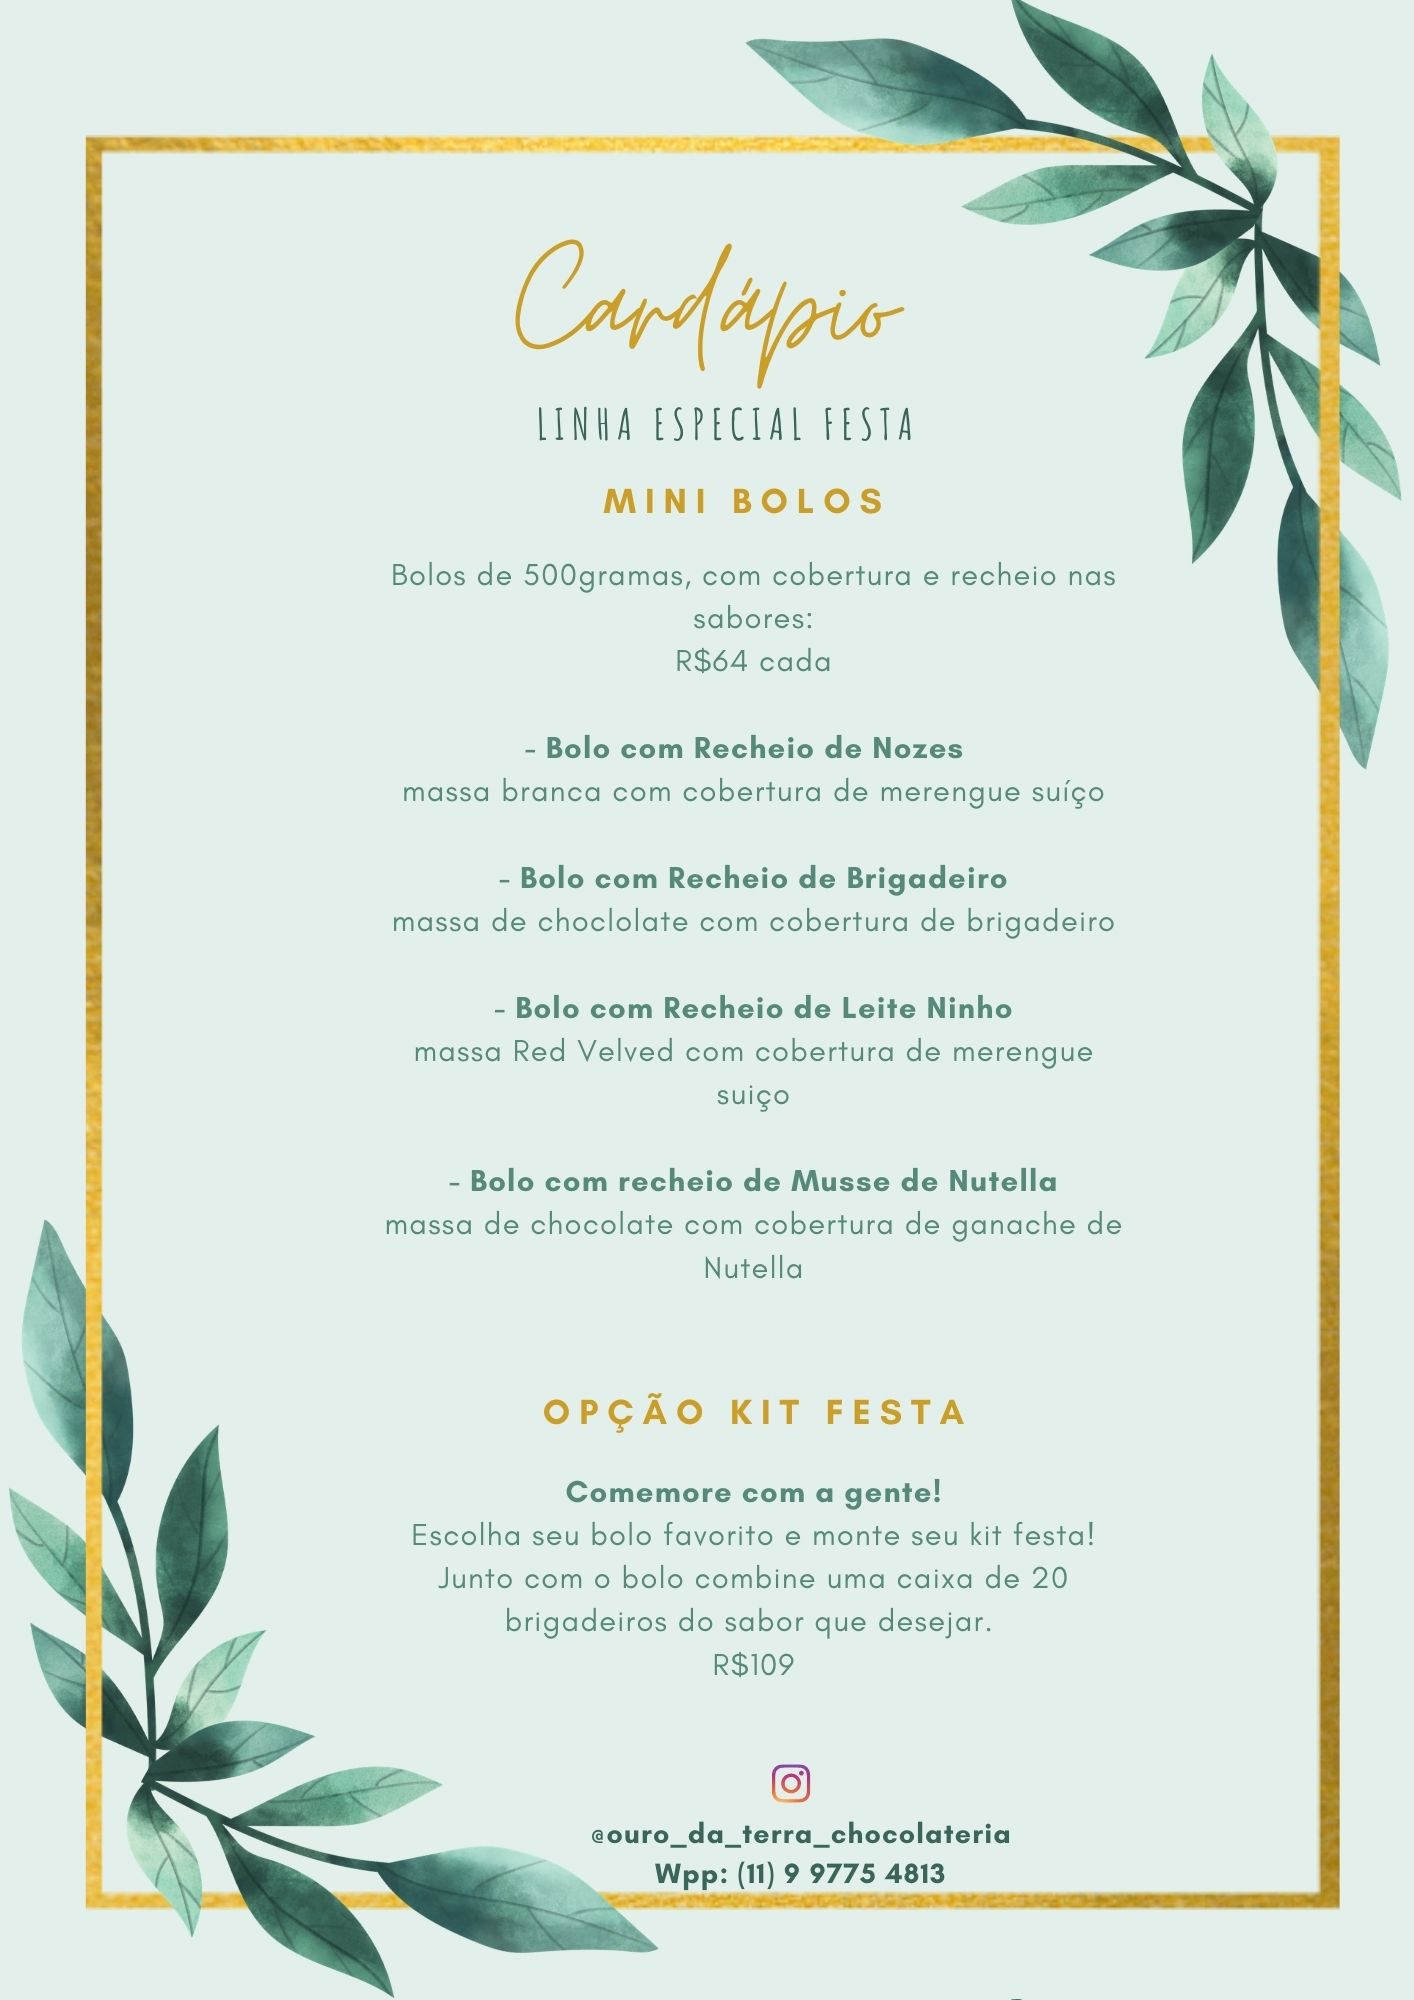 Cardápio
LINHA ESPECIAL FESTA
MINI BOLOS
Bolos de 500gramas, com cobertura e recheio nas
sabores:
R$64 cada
- Bolo com Recheio de Nozes
massa branca com cobertura de merengue suíço
- Bolo com Recheio de Brigadeiro
massa de choclolate com cobertura de brigadeiro
- Bolo com Recheio de Leite Ninho
massa Red Velved com cobertura de merengue
suiço
- Bolo com recheio de Musse de Nutella
massa de chocolate com cobertura de ganache de
Nutella
OPÇÃO KIT FESTA
Comemore com a gente!
Escolha seu bolo favorito e monte seu kit festa!
Junto com o bolo combine uma caixa de 20
brigadeiros do sabor que desejar.
R$109
@ouro_da_terra_chocolateria
Wpp: (11) 9 9775 4813